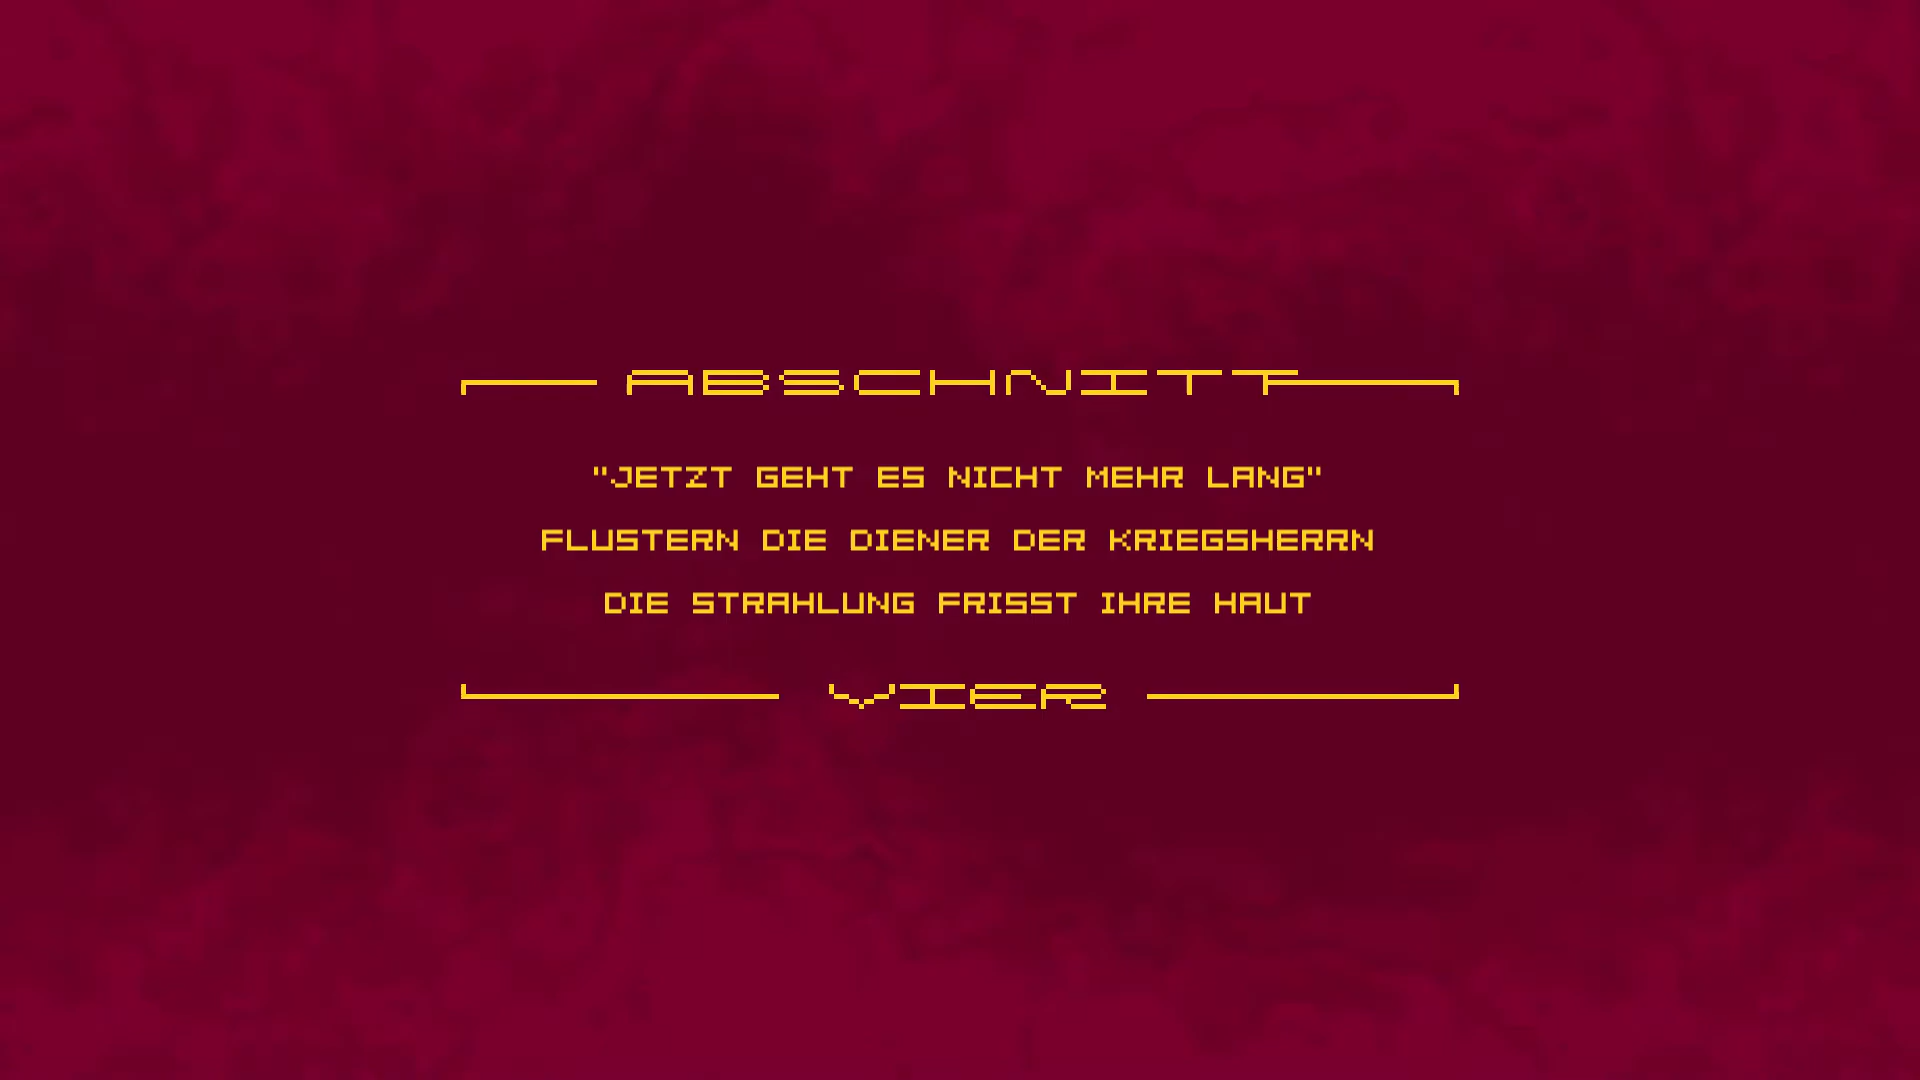 ABSCHNITT
"JETZT GEHT ES NICHT MEHR LANG"
FLUSTERN DIE DIENER DER KRIEGSHERRN
DIE STRAHLUNG FRISST IHRE HAUT
VIER